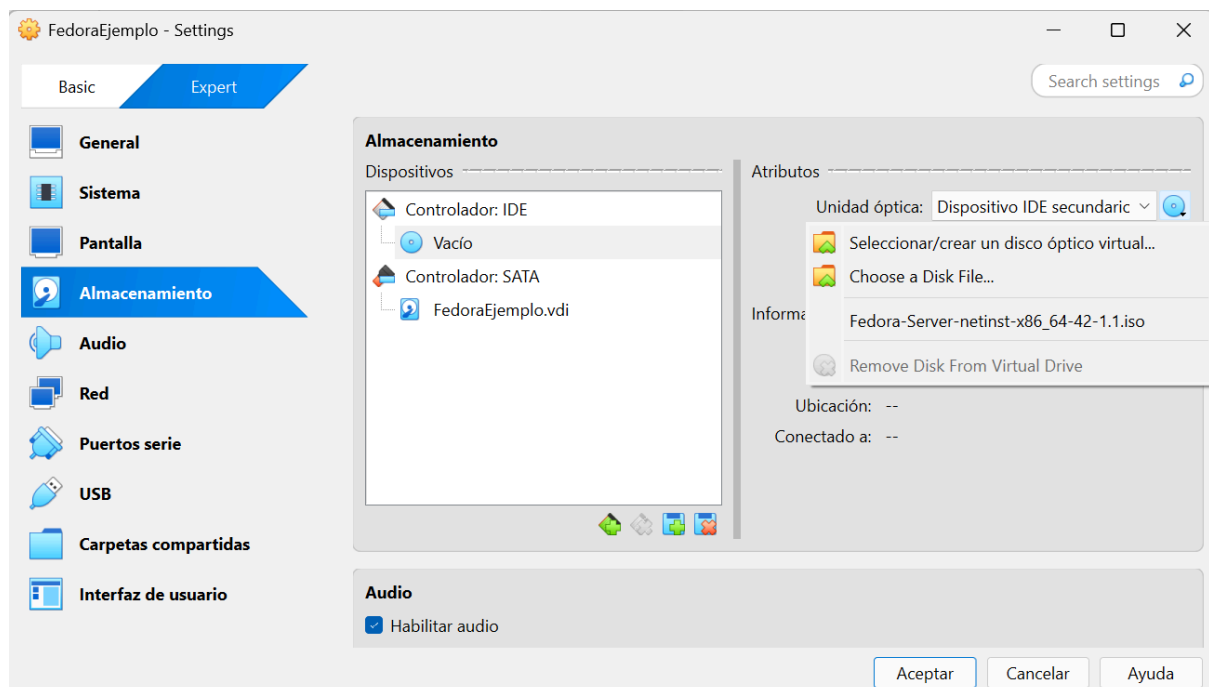 FedoraEjemplo - Settings
Basic
Expert
Search settings
General
Sistema
Pantalla
Almacenamiento
Audio
Red
Puertos serie
USB
Carpetas compartidas
Interfaz de usuario
Almacenamiento
Dispositivos
Controlador: IDE
Vacío
Controlador: SATA
FedoraEjemplo.vdi
Atributos
Unidad óptica: Dispositivo IDE secundaric
Seleccionar/crear un disco óptico virtual...
Choose a Disk File...
Informa
Fedora-Server-netinst-x86_64-42-1.1.iso
Remove Disk From Virtual Drive
Ubicación: --
Conectado a: --
Audio
Habilitar audio
Aceptar
Cancelar
Ayuda